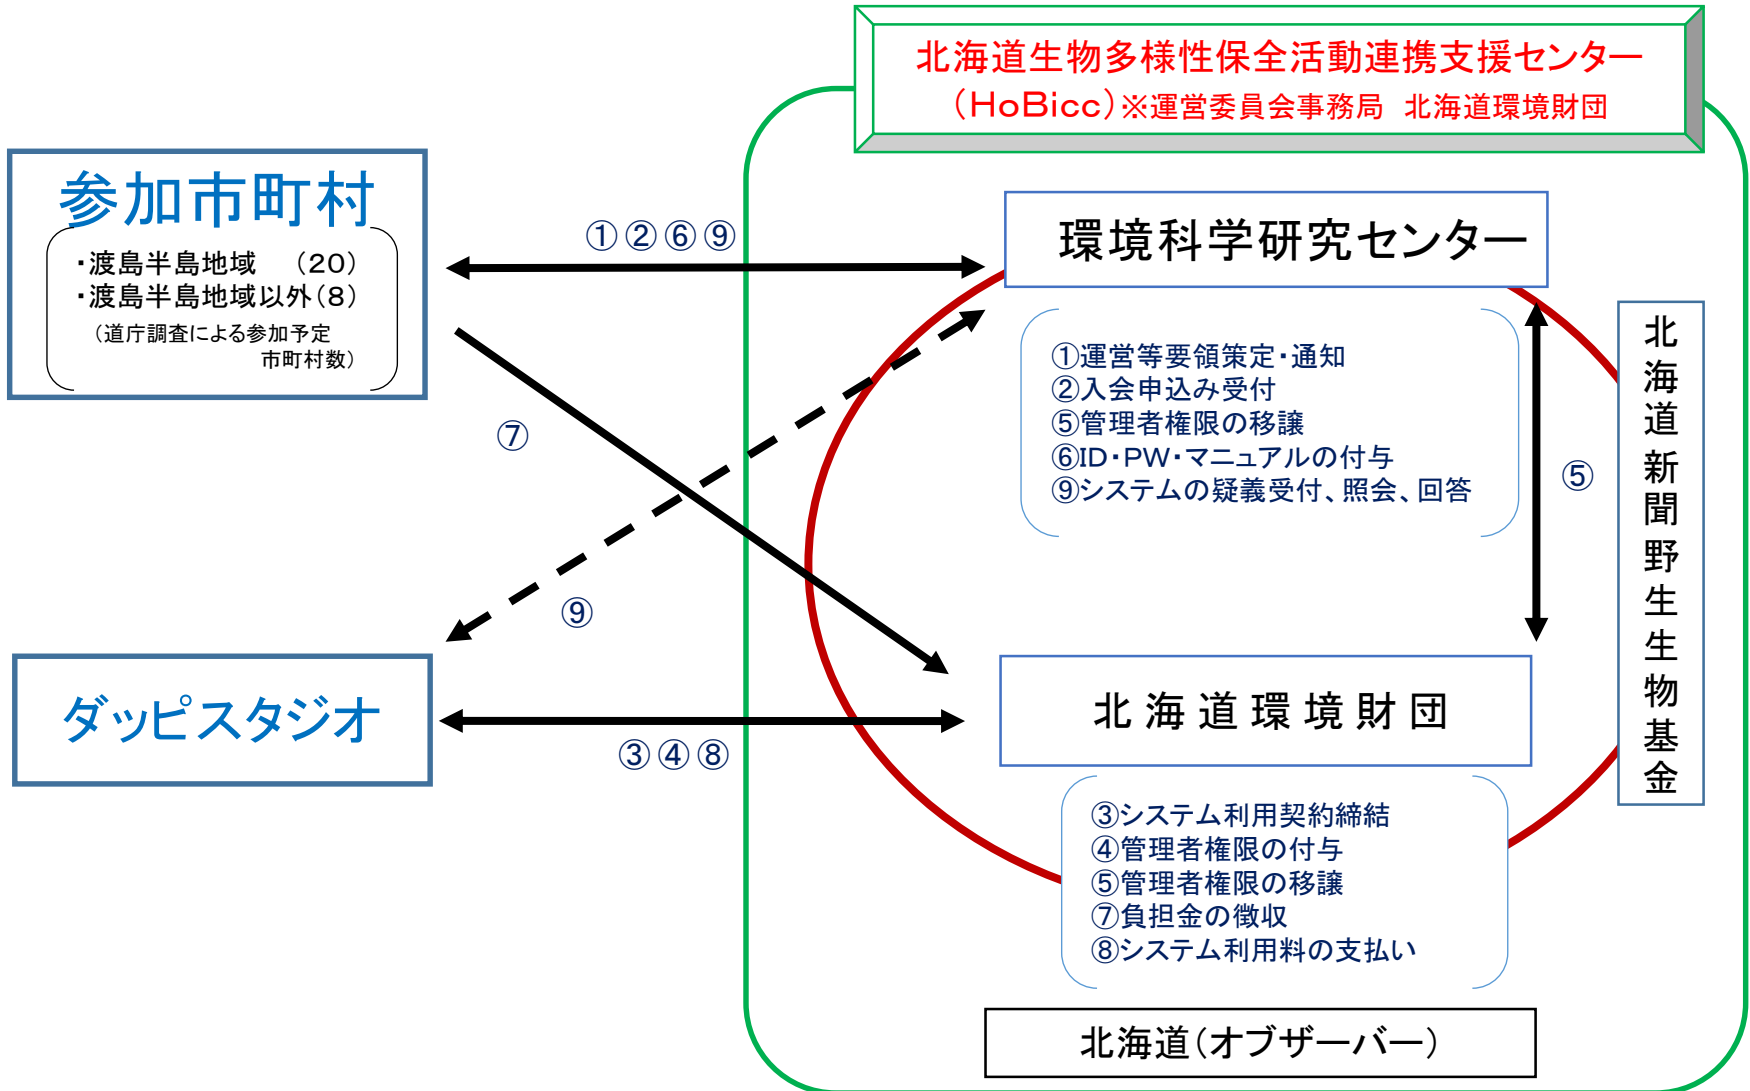 北海道生物多様性保全活動連携支援センター
(HoBicc)※運営委員会事務局 北海道環境財団
参加市町村
・渡島半島地域 (20)
・渡島半島地域以外(8)
(道庁調査による参加予定
市町村数)
①②⑥⑨
環境科学研究センター
①運営等要領策定・通知
②入会申込み受付
⑤管理者権限の移譲
⑥ID・PW・マニュアルの付与
⑨システムの疑義受付、照会、回答
⑤
北海道新聞野生生物基金
⑦
⑨
ダッピスタジオ
③④⑧
北海道環境財団
③システム利用契約締結
④管理者権限の付与
⑤管理者権限の移譲
⑦負担金の徴収
⑧システム利用料の支払い
北海道(オブザーバー)